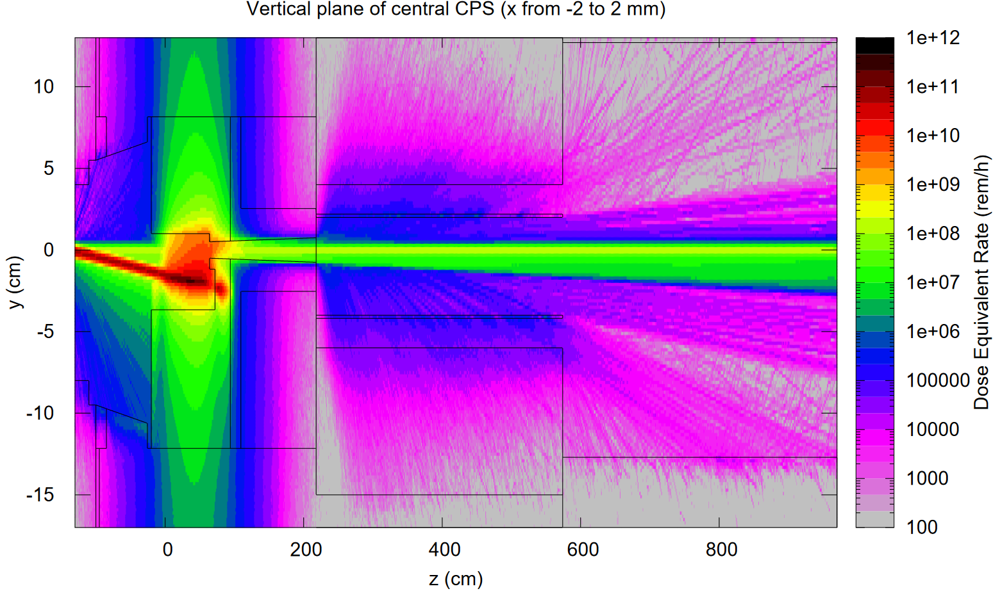 Vertical plane of central CPS (x from -2 to 2 mm)
10
5
0
-5
-10
-15
y (cm)
0
200
400
600
800
z (cm)
1e+12
1e+11
1e+10
1e+09
1e+08
1e+07
1e+06
100000
10000
1000
100
Dose Equivalent Rate (rem/h)